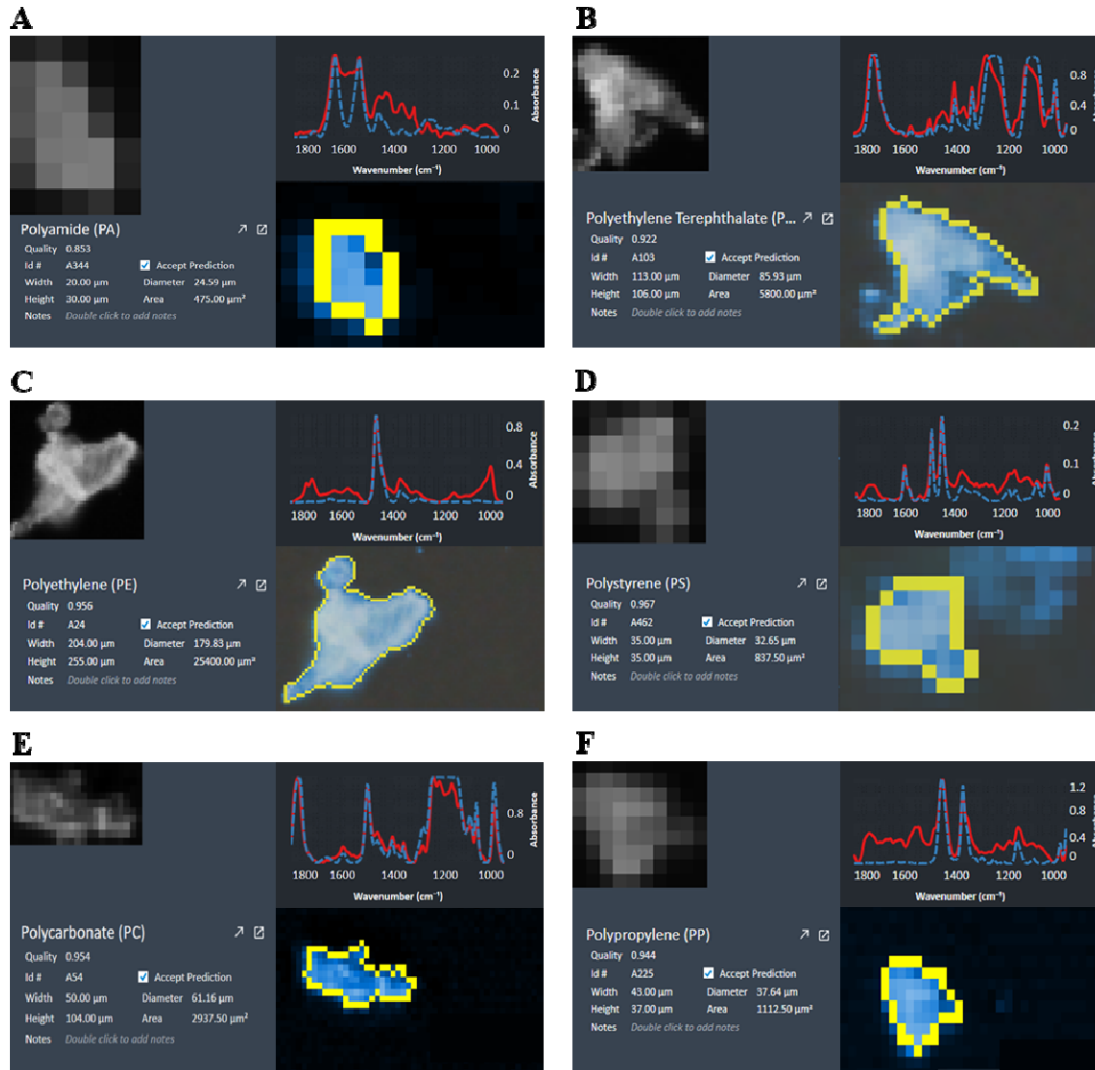 A
0.2
0.1
0
Absorbance
1800 1600 1400 1200 1000
Wavenumber (cm⁻¹)
Polyamide (PA)
Quality 0.853
Id # A344 Accept Prediction
Width 20.00 µm Diameter 24.59 µm
Height 30.00 µm Area 475.00 µm²
Notes Double click to add notes
B
0.8
0.4
0
Absorbance
1800 1600 1400 1200 1000
Wavenumber (cm⁻¹)
Polyethylene Terephthalate (P...
Quality 0.922
Id # A103 Accept Prediction
Width 113.00 µm Diameter 85.93 µm
Height 106.00 µm Area 5800.00 µm²
Notes Double click to add notes
C
0.8
0.4
0
Absorbance
1800 1600 1400 1200 1000
Wavenumber (cm⁻¹)
Polyethylene (PE)
Quality 0.956
Id # A24 Accept Prediction
Width 204.00 µm Diameter 179.83 µm
Height 255.00 µm Area 25400.00 µm²
Notes Double click to add notes
D
0.2
0.1
0
Absorbance
1800 1600 1400 1200 1000
Wavenumber (cm⁻¹)
Polystyrene (PS)
Quality 0.967
Id # A462 Accept Prediction
Width 35.00 µm Diameter 32.65 µm
Height 35.00 µm Area 837.50 µm²
Notes Double click to add notes
E
0.8
0
Absorbance
1800 1600 1400 1200 1000
Wavenumber (cm⁻¹)
Polycarbonate (PC)
Quality 0.954
Id # A54 Accept Prediction
Width 50.00 µm Diameter 61.16 µm
Height 104.00 µm Area 2937.50 µm²
Notes Double click to add notes
F
1.2
0.8
0.4
0
Absorbance
1800 1600 1400 1200 1000
Wavenumber (cm⁻¹)
Polypropylene (PP)
Quality 0.944
Id # A225 Accept Prediction
Width 43.00 µm Diameter 37.64 µm
Height 37.00 µm Area 1112.50 µm²
Notes Double click to add notes